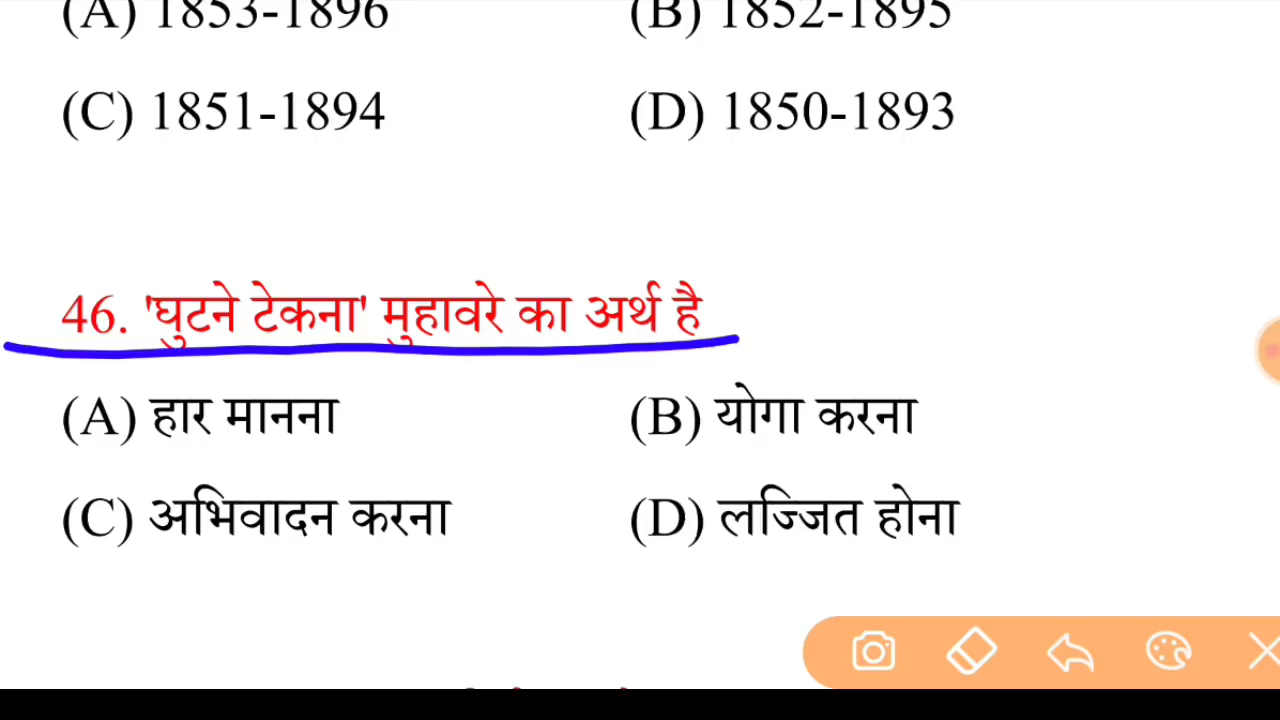 (A) 1853-1896 (B) 1852-1895
(C) 1851-1894 (D) 1850-1893
46. 'घुटने टेकना' मुहावरे का अर्थ है
(A) हार मानना (B) योगा करना
(C) अभिवादन करना (D) लज्जित होना